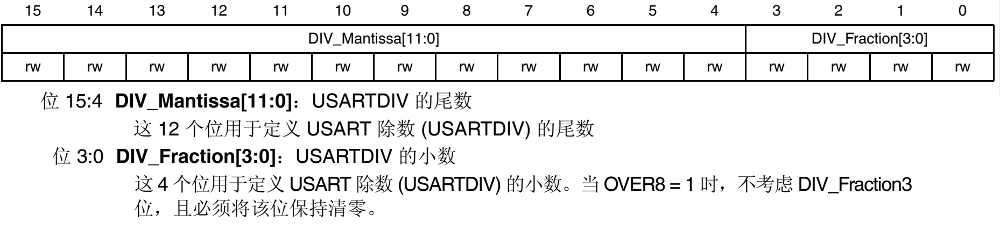 15 14 13 12 11 10 9 8 7 6 5 4 3 2 1 0
DIV_Mantissa[11:0] DIV_Fraction[3:0]
rw rw rw rw rw rw rw rw rw rw rw rw rw rw rw rw
位 15:4 DIV_Mantissa[11:0]：USARTDIV 的尾数
这 12 个位用于定义 USART 除数 (USARTDIV) 的尾数
位 3:0 DIV_Fraction[3:0]：USARTDIV 的小数
这 4 个位用于定义 USART 除数 (USARTDIV) 的小数。当 OVER8 = 1 时，不考虑 DIV_Fraction3
位，且必须将该位保持清零。